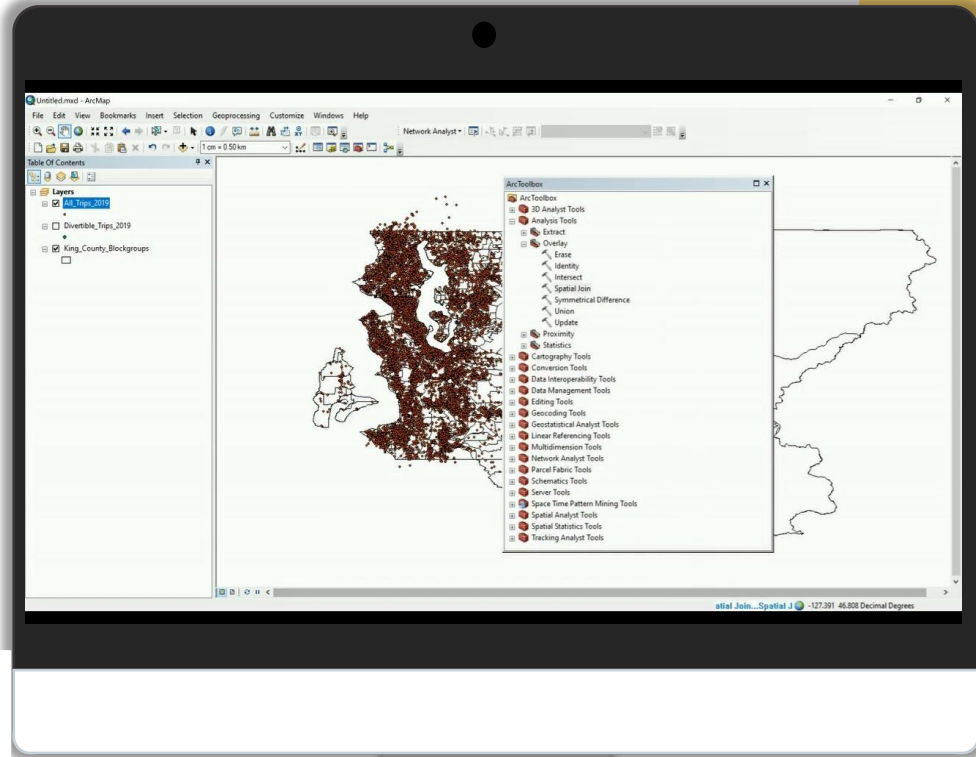 Untitled.mxd - ArcMap
File Edit View Bookmarks Insert Selection Geoprocessing Customize Windows Help
Network Analyst
1 cm = 0.50 km
Table Of Contents
Layers
All_Trips_2019
Divertible_Trips_2019
King_County_Blockgroups
ArcToolbox
ArcToolbox
3D Analyst Tools
Analysis Tools
Extract
Overlay
Erase
Identity
Intersect
Spatial Join
Symmetrical Difference
Union
Update
Proximity
Statistics
Cartography Tools
Conversion Tools
Data Interoperability Tools
Data Management Tools
Editing Tools
Geocoding Tools
Geostatistical Analyst Tools
Linear Referencing Tools
Multidimension Tools
Network Analyst Tools
Parcel Fabric Tools
Schematics Tools
Server Tools
Space Time Pattern Mining Tools
Spatial Analyst Tools
Spatial Statistics Tools
Tracking Analyst Tools
atial Join...Spatial J -127.391 46.808 Decimal Degrees